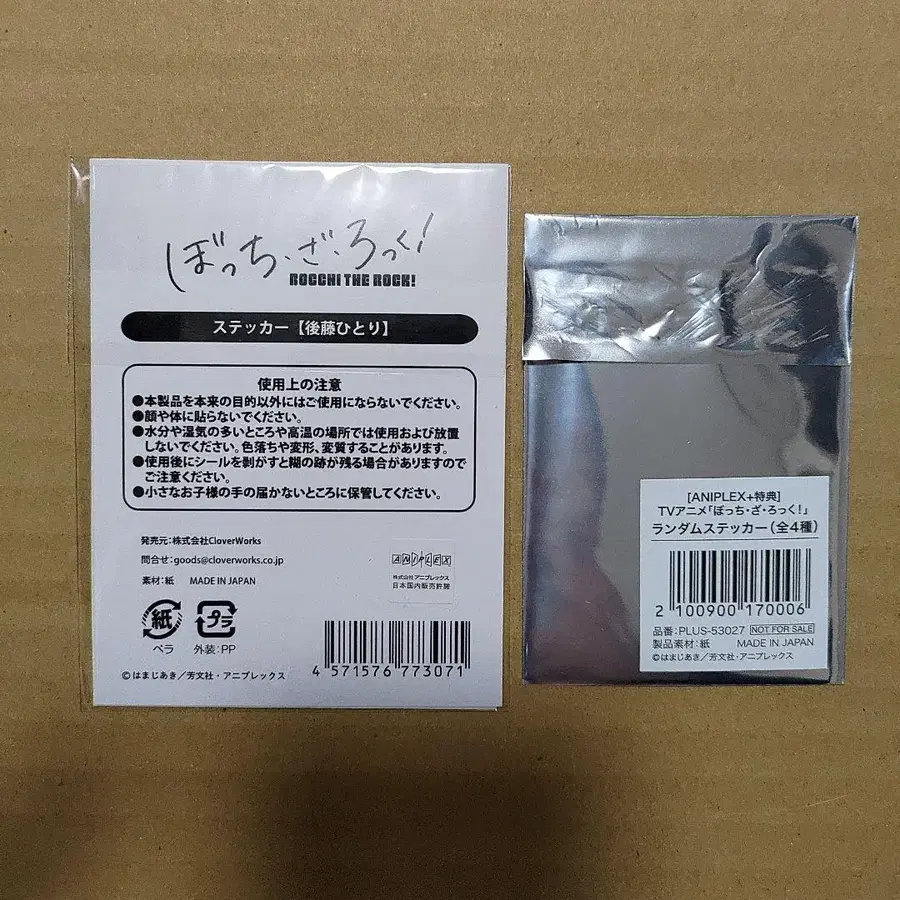 ぼっち・ざ・ろっく!
BOCCHI THE ROCK!
ステッカー【後藤ひとり】
使用上の注意
●本製品を本来の目的以外にはご使用にならないでください。
●顔や体に貼らないでください。
●水分や湿気の多いところや高温の場所では使用および放置
しないでください。色落ちや変形、変質することがあります。
●使用後にシールを剥がすと糊の跡が残る場合がありますので
ご注意ください。
●小さなお子様の手の届かないところに保管してください。
発売元:株式会社CloverWorks
問合せ:goods@cloverworks.co.jp
素材:紙 MADE IN JAPAN
ANIPLEX
株式会社アニプレックス
日本国内販売許諾
紙 プラ
ベラ 外装:PP
4 571576 773071
©はまじあき/芳文社・アニプレックス
[ANIPLEX+特典]
TVアニメ「ぼっち・ざ・ろっく!」
ランダムステッカー(全4種)
2 100900 170006
品番:PLUS-53027 NOT FOR SALE
製品素材:紙 MADE IN JAPAN
©はまじあき/芳文社・アニプレックス